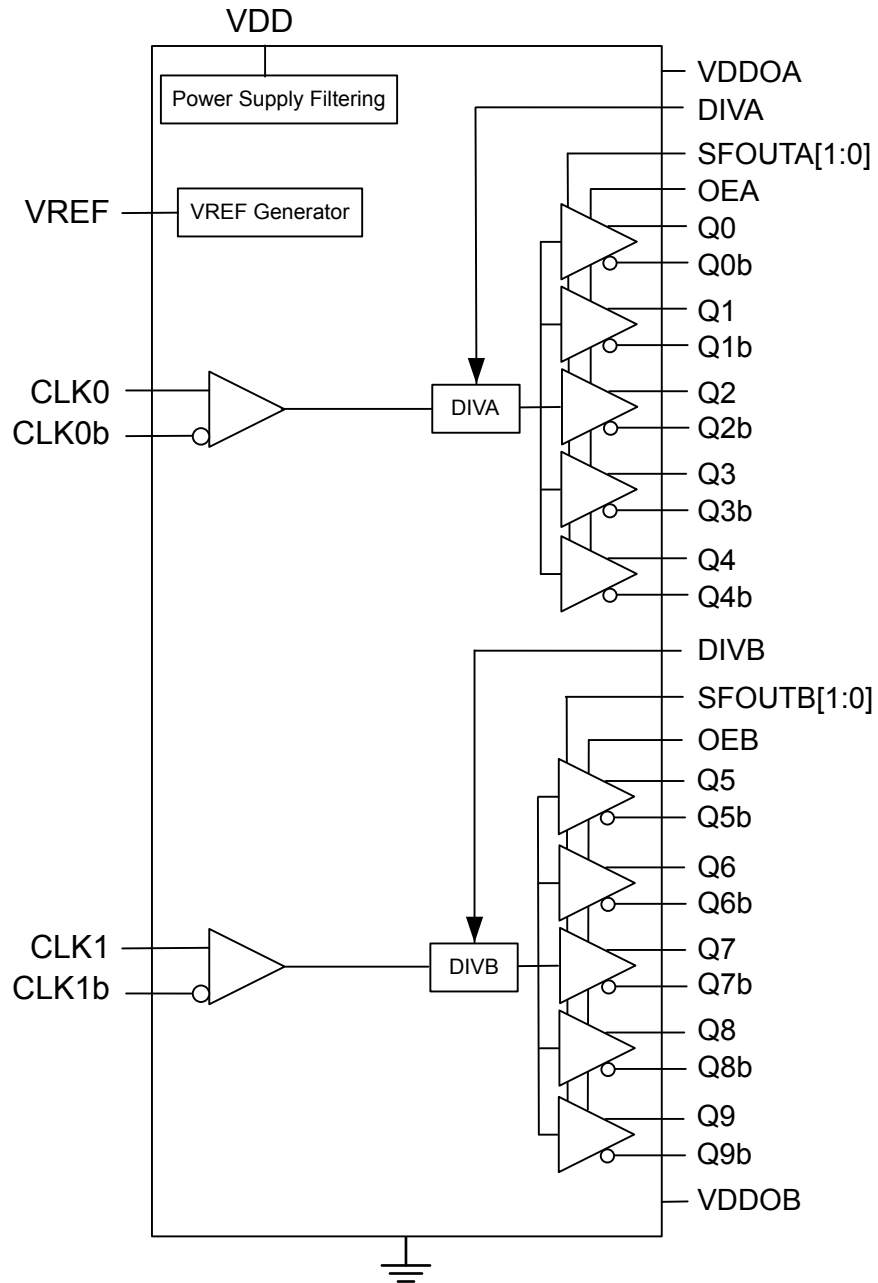 VDD
Power Supply Filtering
VDDOA
DIVA
SFOUTA[1:0]
OEA
VREF
VREF Generator
Q0
Q0b
Q1
Q1b
CLK0
CLK0b
DIVA
Q2
Q2b
Q3
Q3b
Q4
Q4b
DIVB
SFOUTB[1:0]
OEB
Q5
Q5b
Q6
Q6b
CLK1
CLK1b
DIVB
Q7
Q7b
Q8
Q8b
Q9
Q9b
VDDOB